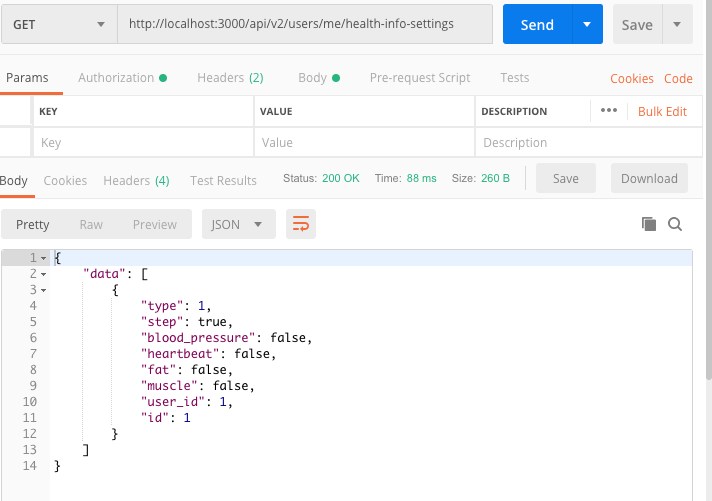 GET http://localhost:3000/api/v2/users/me/health-info-settings Send Save
Params Authorization Headers (2) Body Pre-request Script Tests Cookies Code
KEY VALUE DESCRIPTION ••• Bulk Edit
Key Value Description
Body Cookies Headers (4) Test Results Status: 200 OK Time: 88 ms Size: 260 B Save Download
Pretty Raw Preview JSON
1 {
2 "data": [
3 {
4 "type": 1,
5 "step": true,
6 "blood_pressure": false,
7 "heartbeat": false,
8 "fat": false,
9 "muscle": false,
10 "user_id": 1,
11 "id": 1
12 }
13 ]
14 }